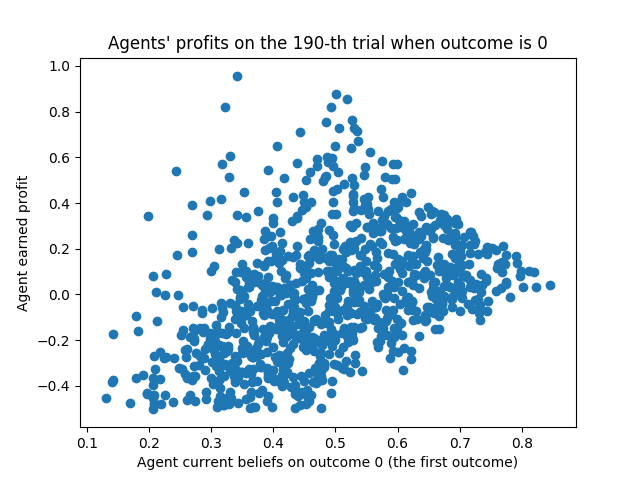 Agents' profits on the 190-th trial when outcome is 0
1.0
0.8
0.6
0.4
0.2
0.0
−0.2
−0.4
Agent earned profit
0.1 0.2 0.3 0.4 0.5 0.6 0.7 0.8
Agent current beliefs on outcome 0 (the first outcome)